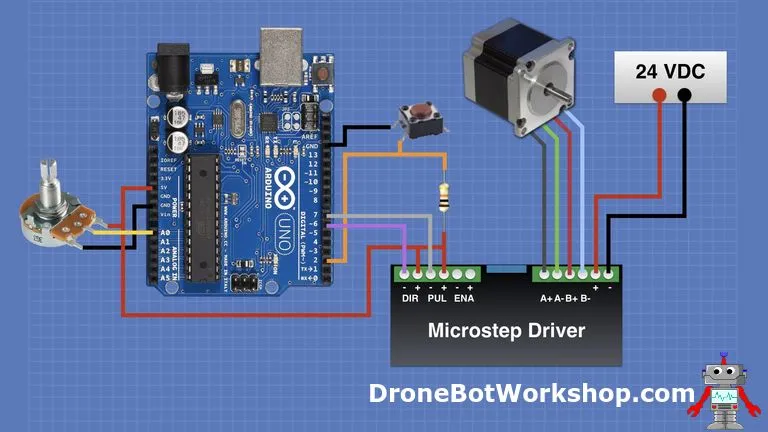 24 VDC
IOREF
RESET
3.3V
5V
GND
GND
Vin
A0
A1
A2
A3
A4
A5
POWER
ANALOG IN
ARDUINO
UNO
DIGITAL (PWM~)
AREF
GND
13
12
~11
~10
~9
8
7
~6
~5
4
~3
2
TX→1
RX←0
- + - + - +
DIR PUL ENA
A+ A- B+ B- + -
Microstep Driver
DroneBotWorkshop.com